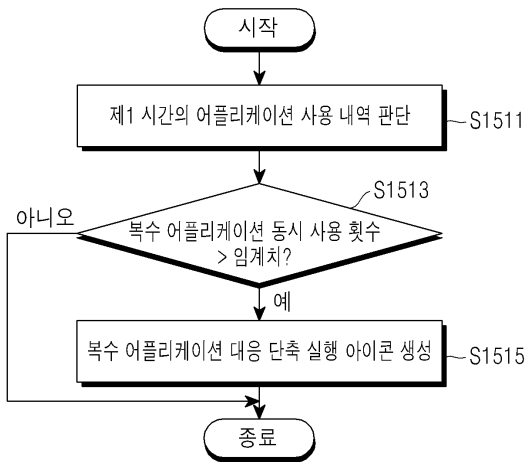 시작
제1 시간의 어플리케이션 사용 내역 판단
S1511
S1513
아니오
복수 어플리케이션 동시 사용 횟수
> 임계치?
예
복수 어플리케이션 대응 단축 실행 아이콘 생성
S1515
종료